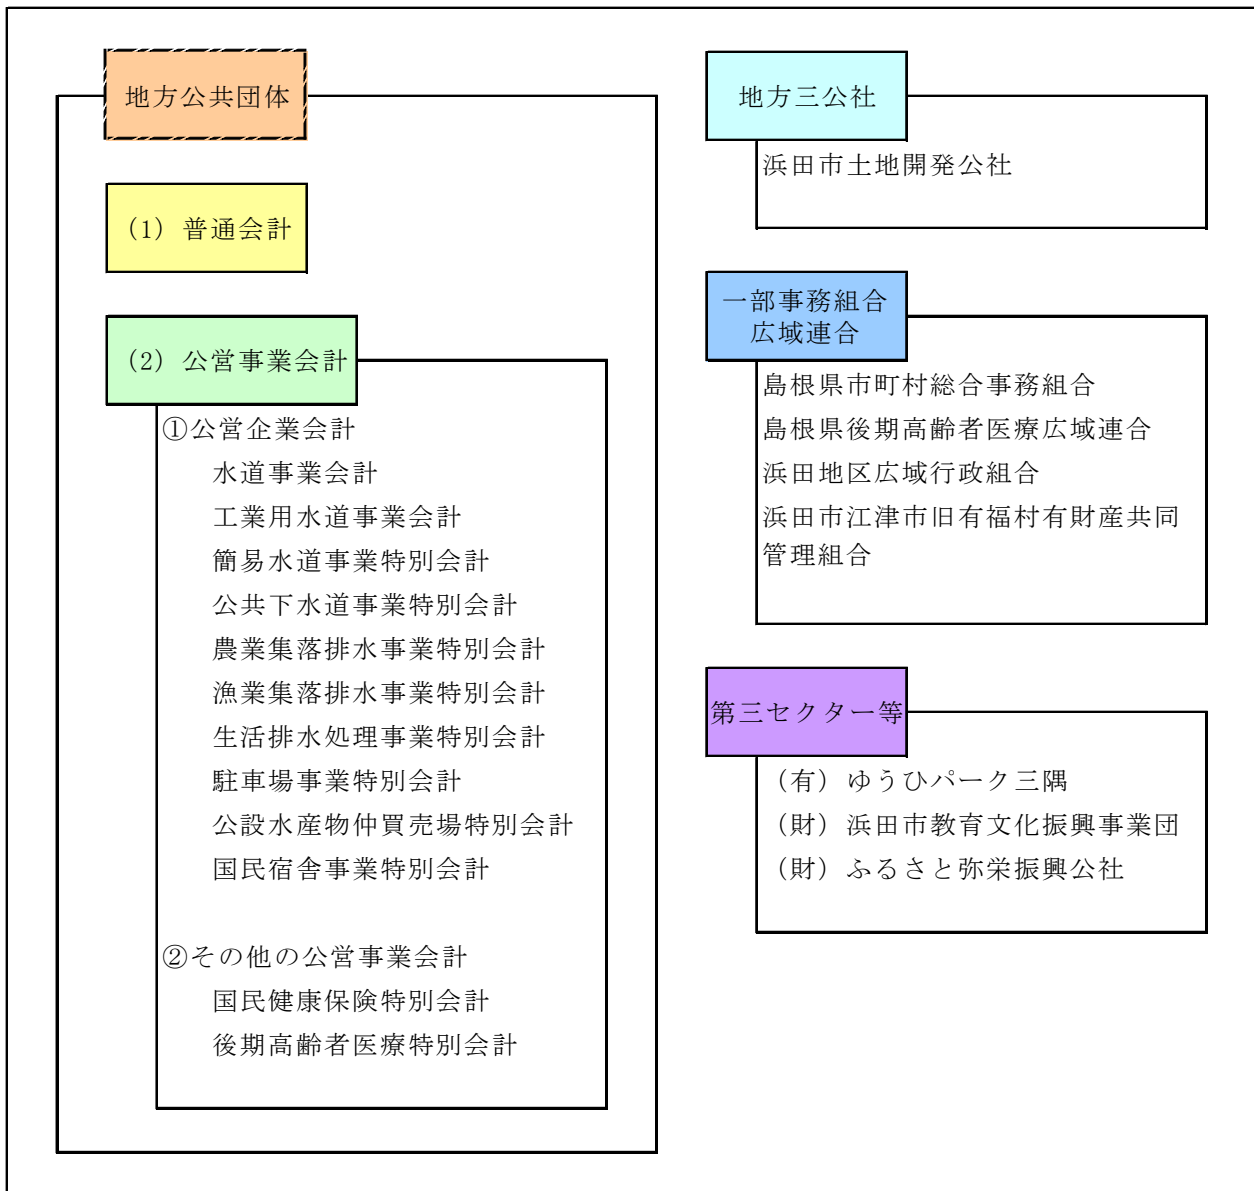 地方公共団体
(1) 普通会計
(2) 公営事業会計
①公営企業会計
水道事業会計
工業用水道事業会計
簡易水道事業特別会計
公共下水道事業特別会計
農業集落排水事業特別会計
漁業集落排水事業特別会計
生活排水処理事業特別会計
駐車場事業特別会計
公設水産物仲買売場特別会計
国民宿舎事業特別会計
②その他の公営事業会計
国民健康保険特別会計
後期高齢者医療特別会計
地方三公社
浜田市土地開発公社
一部事務組合
広域連合
島根県市町村総合事務組合
島根県後期高齢者医療広域連合
浜田地区広域行政組合
浜田市江津市旧有福村有財産共同
管理組合
第三セクター等
（有）ゆうひパーク三隅
（財）浜田市教育文化振興事業団
（財）ふるさと弥栄振興公社